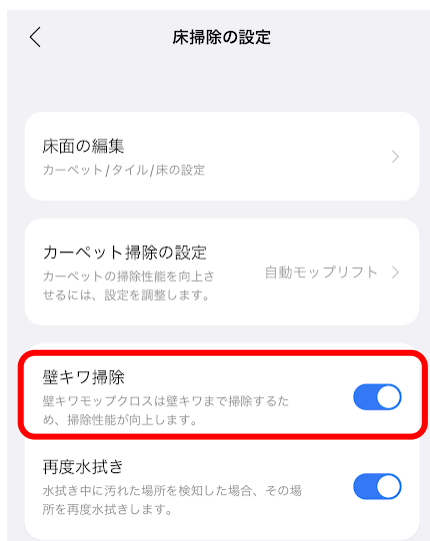 床掃除の設定
床面の編集
カーペット/タイル/床の設定
カーペット掃除の設定
カーペットの掃除性能を向上さ
せるには、設定を調整します。
自動モップリフト
壁キワ掃除
壁キワモップクロスは壁キワまで掃除するた
め、掃除性能が向上します。
再度水拭き
水拭き中に汚れた場所を検知した場合、その場
所を再度水拭きします。